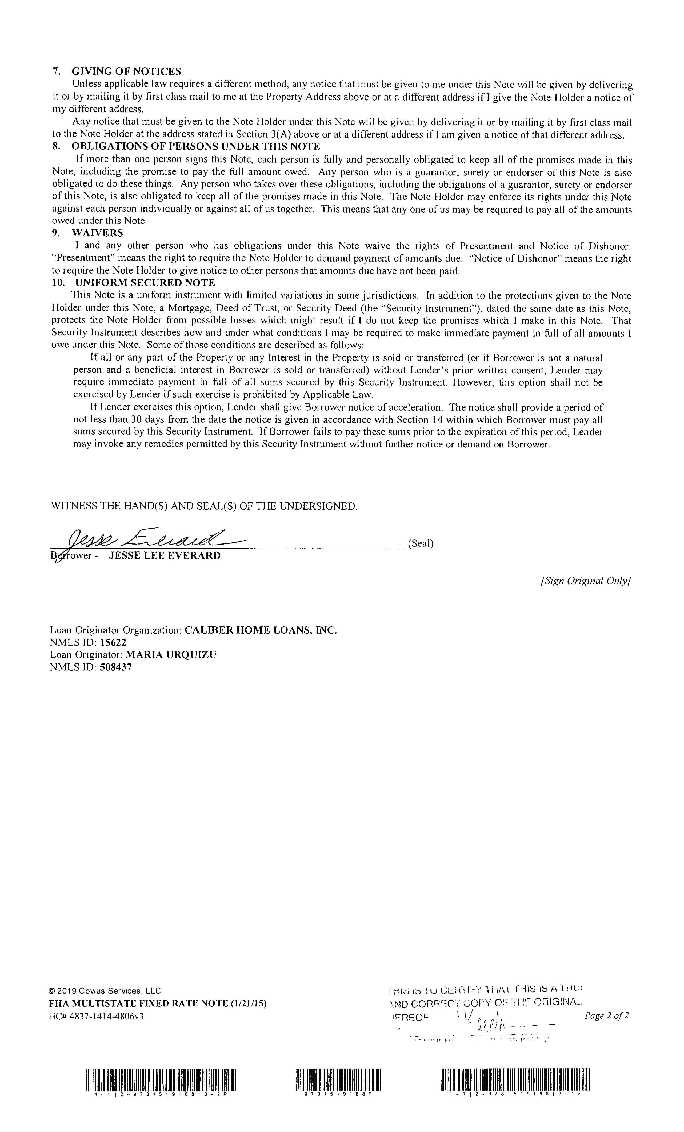 7. GIVING OF NOTICES
Unless applicable law requires a different method, any notice that must be given to me under this Note will be given by delivering
it or by mailing it by first class mail to me at the Property Address above or at a different address if I give the Note Holder a notice of
my different address.
Any notice that must be given to the Note Holder under this Note will be given by delivering it or by mailing it by first class mail
to the Note Holder at the address stated in Section 3(A) above or at a different address if I am given a notice of that different address.
8. OBLIGATIONS OF PERSONS UNDER THIS NOTE
If more than one person signs this Note, each person is fully and personally obligated to keep all of the promises made in this
Note, including the promise to pay the full amount owed. Any person who is a guarantor, surety or endorser of this Note is also
obligated to do these things. Any person who takes over these obligations, including the obligations of a guarantor, surety or endorser
of this Note, is also obligated to keep all of the promises made in this Note. The Note Holder may enforce its rights under this Note
against each person individually or against all of us together. This means that any one of us may be required to pay all of the amounts
owed under this Note
9. WAIVERS
I and any other person who has obligations under this Note waive the rights of Presentment and Notice of Dishonor.
"Presentment" means the right to require the Note Holder to demand payment of amounts due. "Notice of Dishonor" means the right
to require the Note Holder to give notice to other persons that amounts due have not been paid.
10. UNIFORM SECURED NOTE
This Note is a uniform instrument with limited variations in some jurisdictions. In addition to the protections given to the Note
Holder under this Note, a Mortgage, Deed of Trust, or Security Deed (the "Security Instrument"), dated the same date as this Note,
protects the Note Holder from possible losses which might result if I do not keep the promises which I make in this Note. That
Security Instrument describes how and under what conditions I may be required to make immediate payment in full of all amounts I
owe under this Note. Some of those conditions are described as follows:
If all or any part of the Property or any Interest in the Property is sold or transferred (or if Borrower is not a natural
person and a beneficial interest in Borrower is sold or transferred) without Lender's prior written consent, Lender may
require immediate payment in full of all sums secured by this Security Instrument. However, this option shall not be
exercised by Lender if such exercise is prohibited by Applicable Law.
If Lender exercises this option, Lender shall give Borrower notice of acceleration. The notice shall provide a period of
not less than 30 days from the date the notice is given in accordance with Section 14 within which Borrower must pay all
sums secured by this Security Instrument. If Borrower fails to pay these sums prior to the expiration of this period, Lender
may invoke any remedies permitted by this Security Instrument without further notice or demand on Borrower.
WITNESS THE HAND(S) AND SEAL(S) OF THE UNDERSIGNED.
Jesse Everard
(Seal)
Borrower - JESSE LEE EVERARD
[Sign Original Only]
Loan Originator Organization: CALIBER HOME LOANS, INC.
NMLS ID: 15622
Loan Originator: MARIA URQUIZU
NMLS ID: 508437
© 2019 Cowus Services, LLC
FHA MULTISTATE FIXED RATE NOTE (1/21/15)
HC# 4837-1414-4806v3
THIS IS TO CERTIFY THAT THIS IS A TRUE
AND CORRECT COPY OF THE ORIGINAL
HEREOF
Page 2 of 2